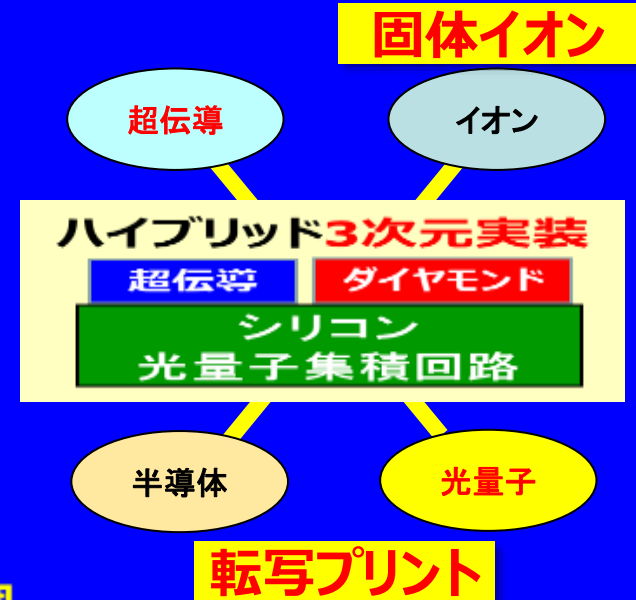 固体イオン
超伝導
イオン
ハイブリッド3次元実装
超伝導
ダイヤモンド
シリコン
光量子集積回路
半導体
光量子
転写プリント